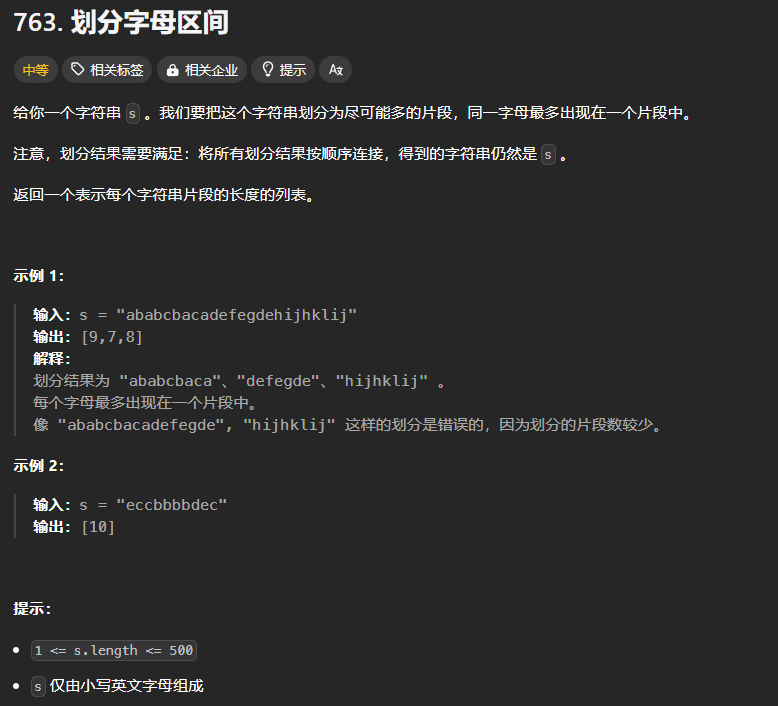 763. 划分字母区间
中等 相关标签 相关企业 提示 Aa
给你一个字符串 s 。我们要把这个字符串划分为尽可能多的片段，同一字母最多出现在一个片段中。
注意，划分结果需要满足：将所有划分结果按顺序连接，得到的字符串仍然是 s 。
返回一个表示每个字符串片段的长度的列表。
示例 1：
输入：s = "ababcbacadefegdehijhklij"
输出：[9,7,8]
解释：
划分结果为 "ababcbaca"、"defegde"、"hijhklij" 。
每个字母最多出现在一个片段中。
像 "ababcbacadefegde", "hijhklij" 这样的划分是错误的，因为划分的片段数较少。
示例 2：
输入：s = "eccbbbbdec"
输出：[10]
提示：
• 1 <= s.length <= 500
• s 仅由小写英文字母组成